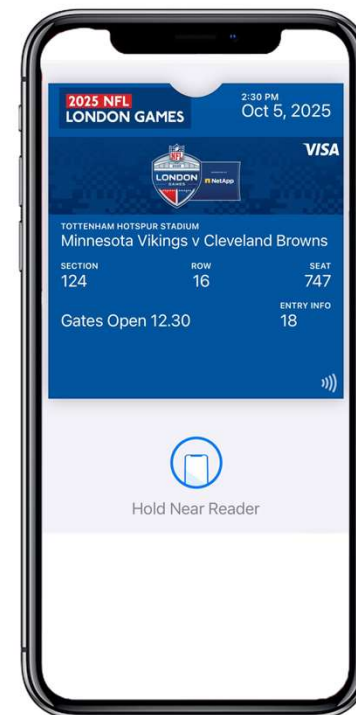 2025 NFL
LONDON GAMES
2:30 PM
Oct 5, 2025
VISA
NFL
LONDON
GAMES
NetApp
TOTTENHAM HOTSPUR STADIUM
Minnesota Vikings v Cleveland Browns
SECTION ROW SEAT
124 16 747
ENTRY INFO
Gates Open 12.30 18
Hold Near Reader